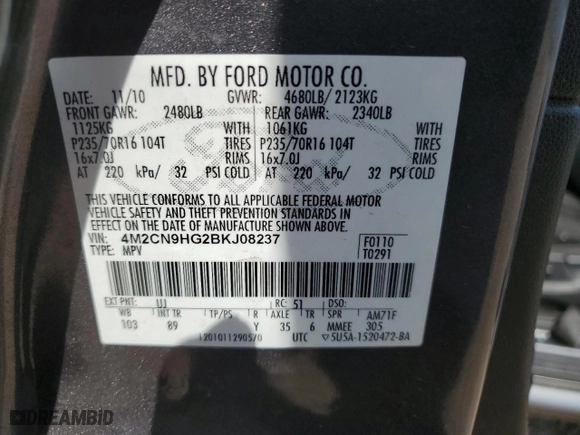 MFD. BY FORD MOTOR CO.
DATE: 11/10 GVWR: 4680LB/ 2123KG
FRONT GAWR: 2480LB REAR GAWR: 2340LB
1125KG WITH 1061KG WITH
P235/70R16 104T TIRES P235/70R16 104T TIRES
16x7.0J RIMS 16x7.0J RIMS
AT 220 kPa/ 32 PSI COLD AT 220 kPa/ 32 PSI COLD
THIS VEHICLE CONFORMS TO ALL APPLICABLE FEDERAL MOTOR
VEHICLE SAFETY AND THEFT PREVENTION STANDARDS IN
EFFECT ON THE DATE OF MANUFACTURE SHOWN ABOVE.
VIN: 4M2CN9HG2BKJ08237 F0110
TYPE: MPV T0291
EXT PNT: UJ RC: 51 DSO:
WB INT TR TP/PS R AXLE TR SPR AM71F
103 89 Y 35 6 MMEE 305
1201011290570 UTC 5U5A-1520472-BA
DREAMBID